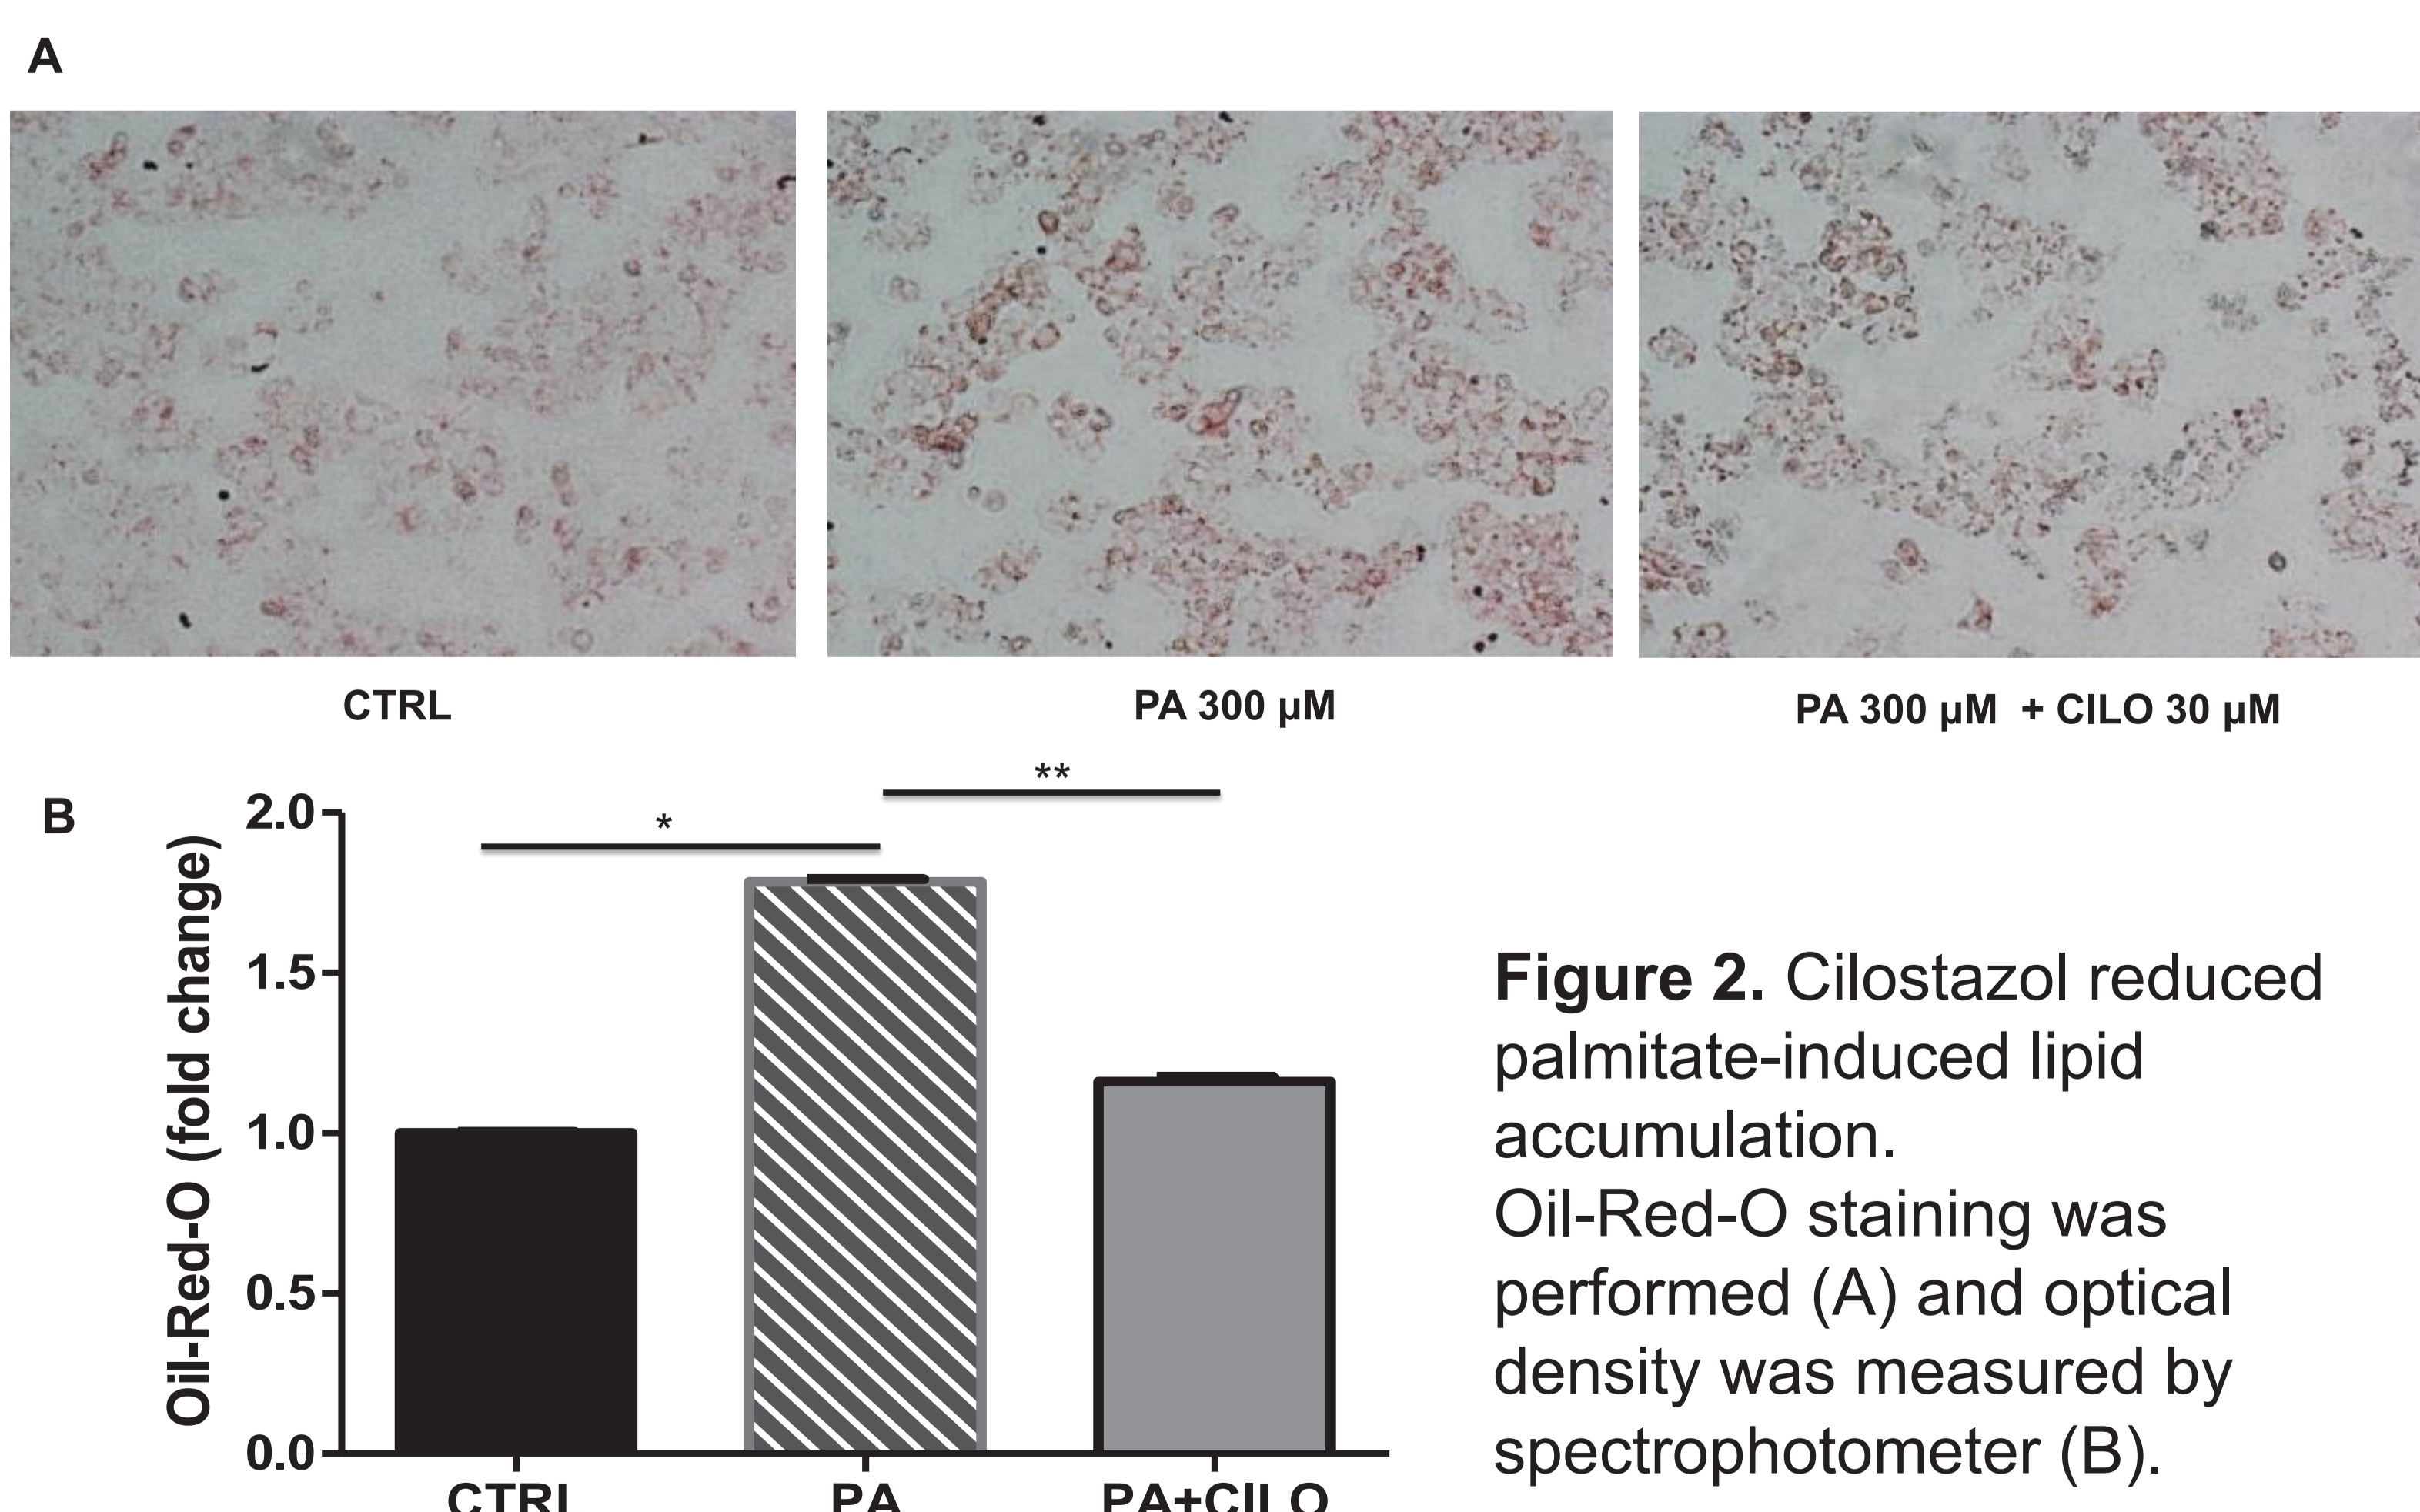 A
CTRL
PA 300 µM
PA 300 µM + CILO 30 µM
B
Oil-Red-O (fold change)
2.0
1.5
1.0
0.5
0.0
*
**
CTRL
PA
PA+CILO
Figure 2. Cilostazol reduced
palmitate-induced lipid
accumulation.
Oil-Red-O staining was
performed (A) and optical
density was measured by
spectrophotometer (B).